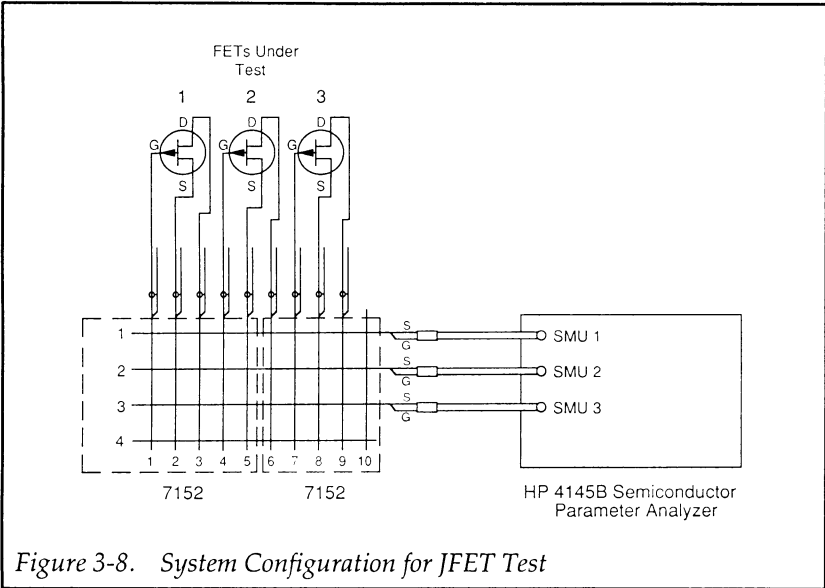 FETs Under
Test
1 2 3
D D D
G G G
S S S
1 S G SMU 1
2 S G SMU 2
3 S G SMU 3
4
1 2 3 4 5 6 7 8 9 10
7152 7152
HP 4145B Semiconductor
Parameter Analyzer
Figure 3-8. System Configuration for JFET Test